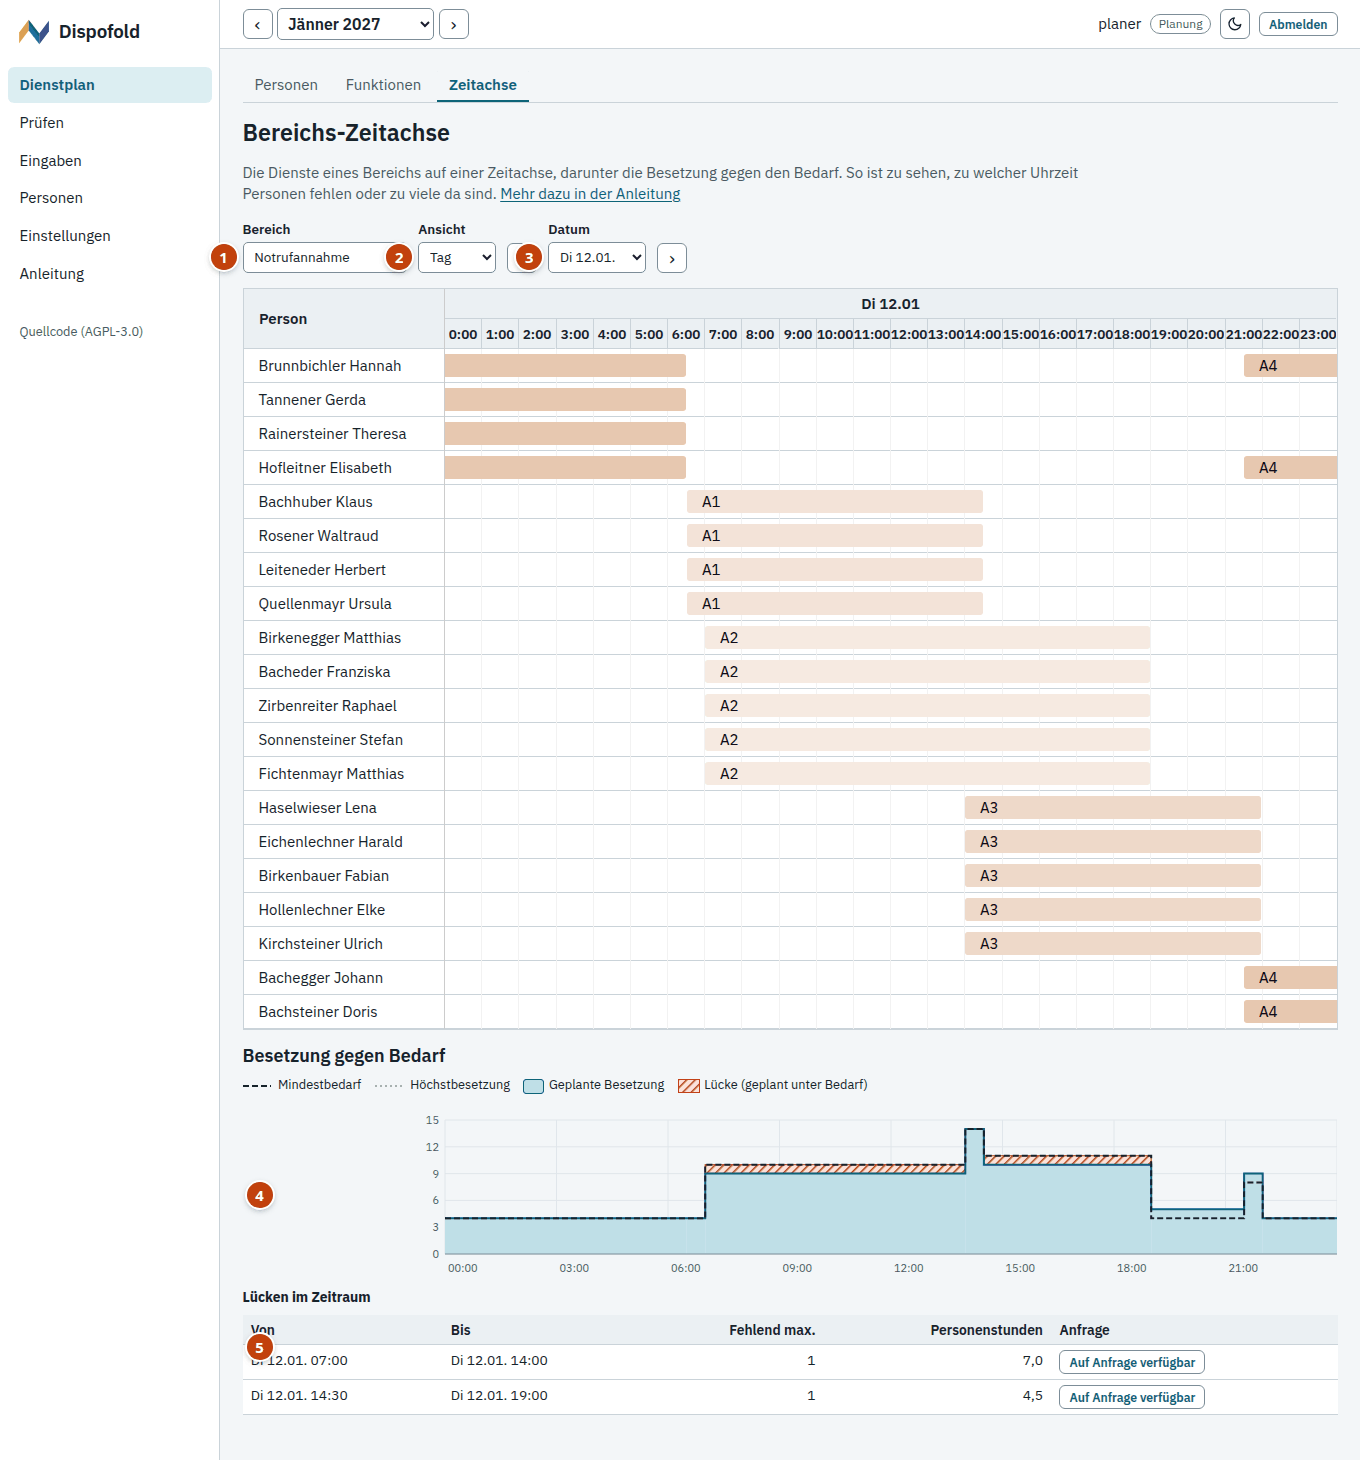 Dispofold
‹ Jänner 2027 › planer Planung Abmelden
Dienstplan
Prüfen
Eingaben
Personen
Einstellungen
Anleitung
Quellcode (AGPL-3.0)
Personen Funktionen Zeitachse
Bereichs-Zeitachse
Die Dienste eines Bereichs auf einer Zeitachse, darunter die Besetzung gegen den Bedarf. So ist zu sehen, zu welcher Uhrzeit
Personen fehlen oder zu viele da sind. Mehr dazu in der Anleitung
Bereich Ansicht Datum
1 Notrufannahme 2 Tag 3 Di 12.01. ›
Person Di 12.01
0:00 1:00 2:00 3:00 4:00 5:00 6:00 7:00 8:00 9:00 10:00 11:00 12:00 13:00 14:00 15:00 16:00 17:00 18:00 19:00 20:00 21:00 22:00 23:00
Brunnbichler Hannah A4
Tannener Gerda
Rainersteiner Theresa
Hofleitner Elisabeth A4
Bachhuber Klaus A1
Rosener Waltraud A1
Leiteneder Herbert A1
Quellenmayr Ursula A1
Birkenegger Matthias A2
Bacheder Franziska A2
Zirbenreiter Raphael A2
Sonnensteiner Stefan A2
Fichtenmayr Matthias A2
Haselwieser Lena A3
Eichenlechner Harald A3
Birkenbauer Fabian A3
Hollenlechner Elke A3
Kirchsteiner Ulrich A3
Bachegger Johann A4
Bachsteiner Doris A4
Besetzung gegen Bedarf
Mindestbedarf Höchstbesetzung Geplante Besetzung Lücke (geplant unter Bedarf)
15
12
9
4
6
3
0
00:00 03:00 06:00 09:00 12:00 15:00 18:00 21:00
Lücken im Zeitraum
Von Bis Fehlend max. Personenstunden Anfrage
5
Di 12.01. 07:00 Di 12.01. 14:00 1 7,0 Auf Anfrage verfügbar
Di 12.01. 14:30 Di 12.01. 19:00 1 4,5 Auf Anfrage verfügbar